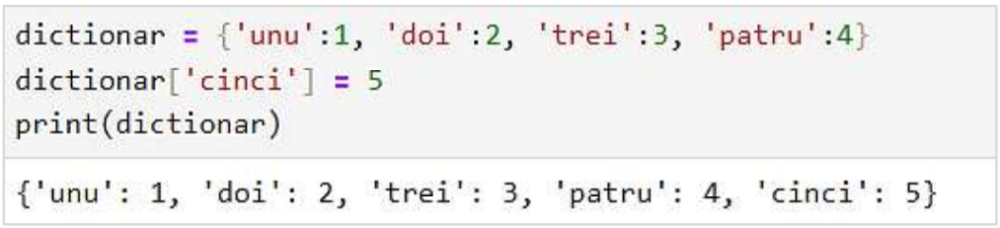 dictionar = {'unu':1, 'doi':2, 'trei':3, 'patru':4}
dictionar['cinci'] = 5
print(dictionar)
{'unu': 1, 'doi': 2, 'trei': 3, 'patru': 4, 'cinci': 5}